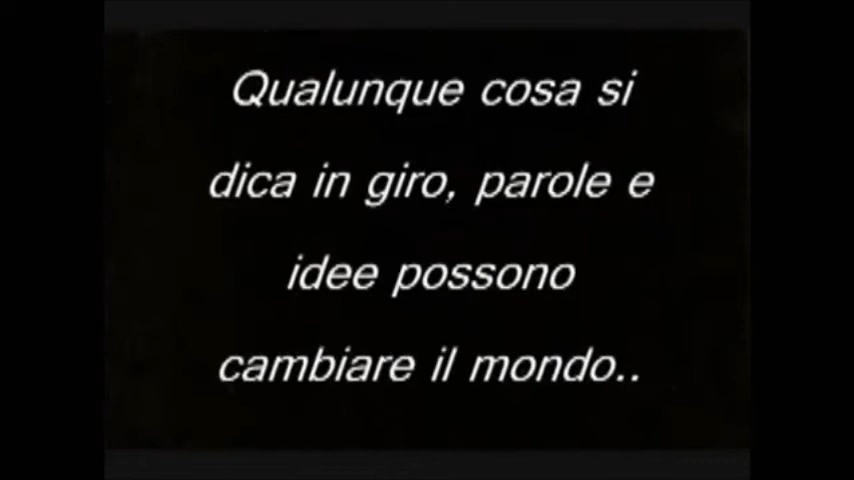 Qualunque cosa si
dica in giro, parole e
idee possono
cambiare il mondo..